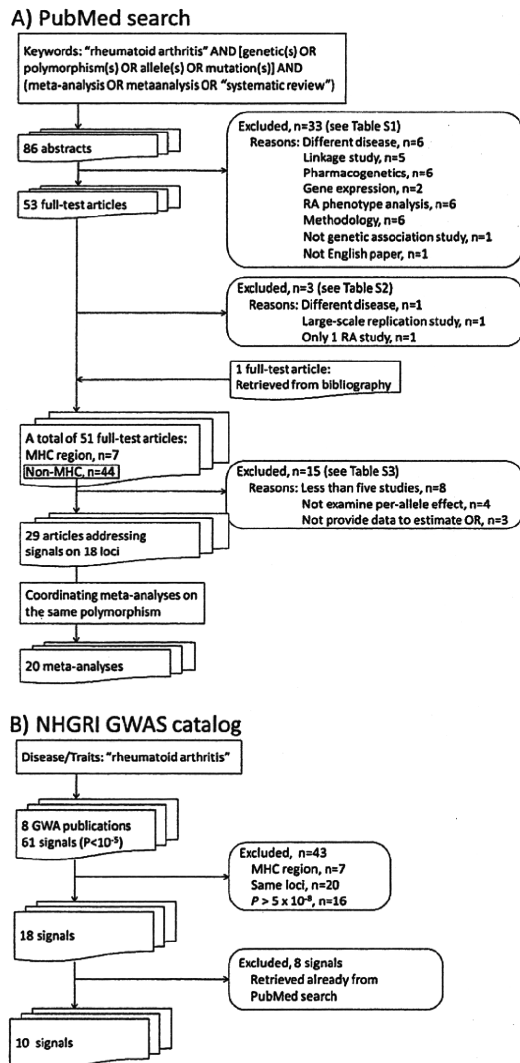 A) PubMed search
Keywords: "rheumatoid arthritis" AND [genetic(s) OR
polymorphism(s) OR allele(s) OR mutation(s)] AND
(meta-analysis OR metaanalysis OR "systematic review")
86 abstracts
Excluded, n=33 (see Table S1)
Reasons: Different disease, n=6
Linkage study, n=5
Pharmacogenetics, n=6
Gene expression, n=2
RA phenotype analysis, n=6
Methodology, n=6
Not genetic association study, n=1
Not English paper, n=1
53 full-test articles
Excluded, n=3 (see Table S2)
Reasons: Different disease, n=1
Large-scale replication study, n=1
Only 1 RA study, n=1
1 full-test article:
Retrieved from bibliography
A total of 51 full-test articles:
MHC region, n=7
Non-MHC, n=44
Excluded, n=15 (see Table S3)
Reasons: Less than five studies, n=8
Not examine per-allele effect, n=4
Not provide data to estimate OR, n=3
29 articles addressing
signals on 18 loci
Coordinating meta-analyses on
the same polymorphism
20 meta-analyses
B) NHGRI GWAS catalog
Disease/Traits: "rheumatoid arthritis"
8 GWA publications
61 signals (P<10⁻⁵)
Excluded, n=43
MHC region, n=7
Same loci, n=20
P > 5 x 10⁻⁸, n=16
18 signals
Excluded, 8 signals
Retrieved already from
PubMed search
10 signals